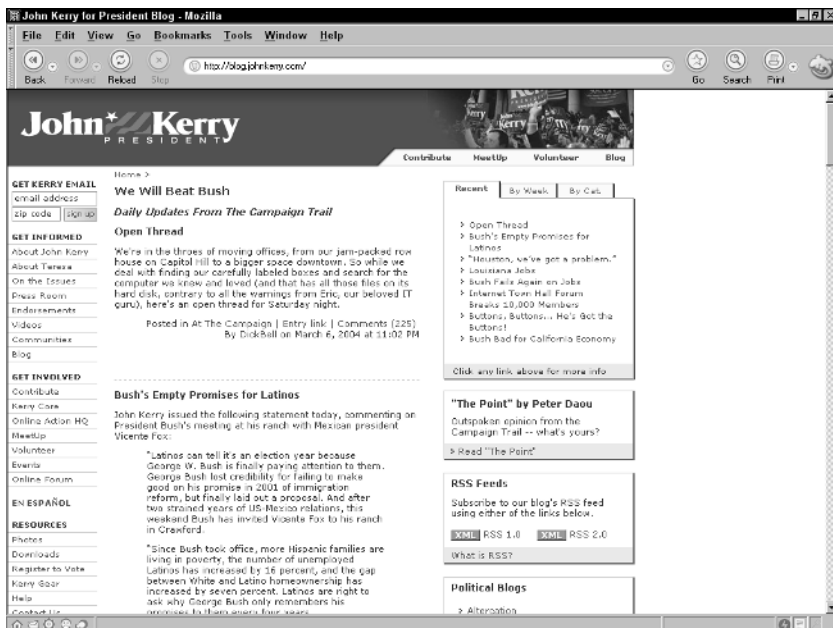 John Kerry for President Blog - Mozilla
File Edit View Go Bookmarks Tools Window Help
Back Forward Reload Stop
http://blog.johnkerry.com/
Go Search Print
John Kerry
PRESIDENT
Contribute MeetUp Volunteer Blog
GET KERRY EMAIL
email address
zip code sign up
GET INFORMED
About John Kerry
About Teresa
On the Issues
Press Room
Endorsements
Videos
Communities
Blog
GET INVOLVED
Contribute
Kerry Core
Online Action HQ
MeetUp
Volunteer
Events
Online Forum
EN ESPAÑOL
RESOURCES
Photos
Downloads
Register to Vote
Kerry Gear
Help
Contact Us
Home >
We Will Beat Bush
Daily Updates From The Campaign Trail
Open Thread
We're in the throes of moving offices, from our jam-packed row
house on Capitol Hill to a bigger space downtown. So while we
deal with finding our carefully labeled boxes and search for the
computer we knew and loved (and that has all those files on its
hard disk, contrary to all the warnings from Eric, our beloved IT
guru), here's an open thread for Saturday night.
Posted in At The Campaign | Entry link | Comments (225)
By DickBell on March 6, 2004 at 11:02 PM
Bush's Empty Promises for Latinos
John Kerry issued the following statement today, commenting on
President Bush's meeting at his ranch with Mexican president
Vicente Fox:
"Latinos can tell it's an election year because
George W. Bush is finally paying attention to them.
George Bush lost credibility for failing to make
good on his promise in 2001 of immigration
reform, but finally laid out a proposal. And after
two strained years of US-Mexico relations, this
weekend Bush has invited Vicente Fox to his ranch
in Crawford.
"Since Bush took office, more Hispanic families are
living in poverty, the number of unemployed
Latinos has increased by 16 percent, and the gap
between White and Latino homeownership has
increased by seven percent. Latinos are right to
ask why George Bush only remembers his
promises to them every four years.
Recent By Week By Cat.
> Open Thread
> Bush's Empty Promises for
Latinos
> "Houston, we've got a problem."
> Louisiana Jobs
> Bush Fails Again on Jobs
> Internet Town Hall Forum
Breaks 10,000 Members
> Buttons, Buttons... He's Got the
Buttons!
> Bush Bad for California Economy
Click any link above for more info
"The Point" by Peter Daou
Outspoken opinion from the
Campaign Trail -- what's yours?
> Read "The Point"
RSS Feeds
Subscribe to our blog's RSS feed
using either of the links below.
XML RSS 1.0 XML RSS 2.0
What is RSS?
Political Blogs
> Altercation